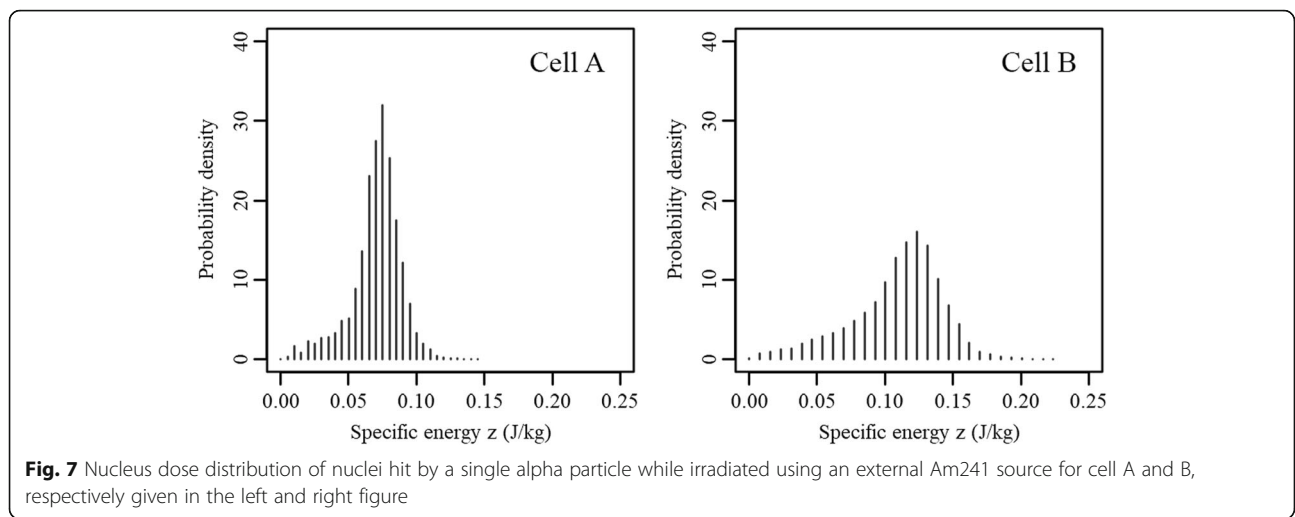 Cell A
Probability density
0 10 20 30 40
0.00 0.05 0.10 0.15 0.20 0.25
Specific energy z (J/kg)
Cell B
Probability density
0 10 20 30 40
0.00 0.05 0.10 0.15 0.20 0.25
Specific energy z (J/kg)
Fig. 7 Nucleus dose distribution of nuclei hit by a single alpha particle while irradiated using an external Am241 source for cell A and B,
respectively given in the left and right figure